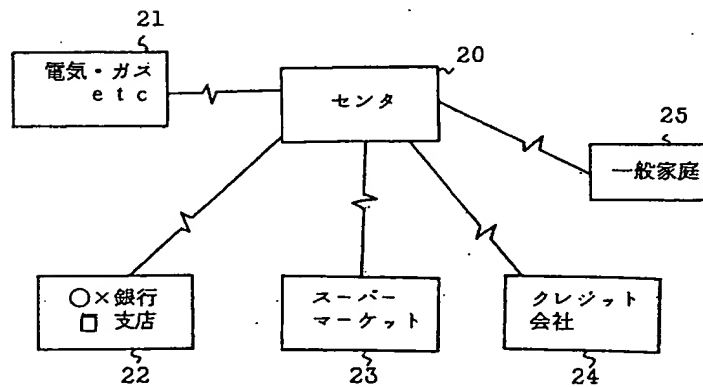 21
電気・ガス
etc
20
センタ
25
一般家庭
○×銀行
□ 支店
スーパー
マーケット
クレジット
会社
22
23
24